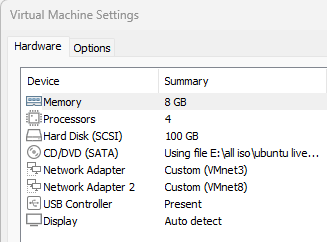 Virtual Machine Settings
Hardware Options
Device Summary
Memory 8 GB
Processors 4
Hard Disk (SCSI) 100 GB
CD/DVD (SATA) Using file E:\all iso\ubuntu live...
Network Adapter Custom (VMnet3)
Network Adapter 2 Custom (VMnet8)
USB Controller Present
Display Auto detect